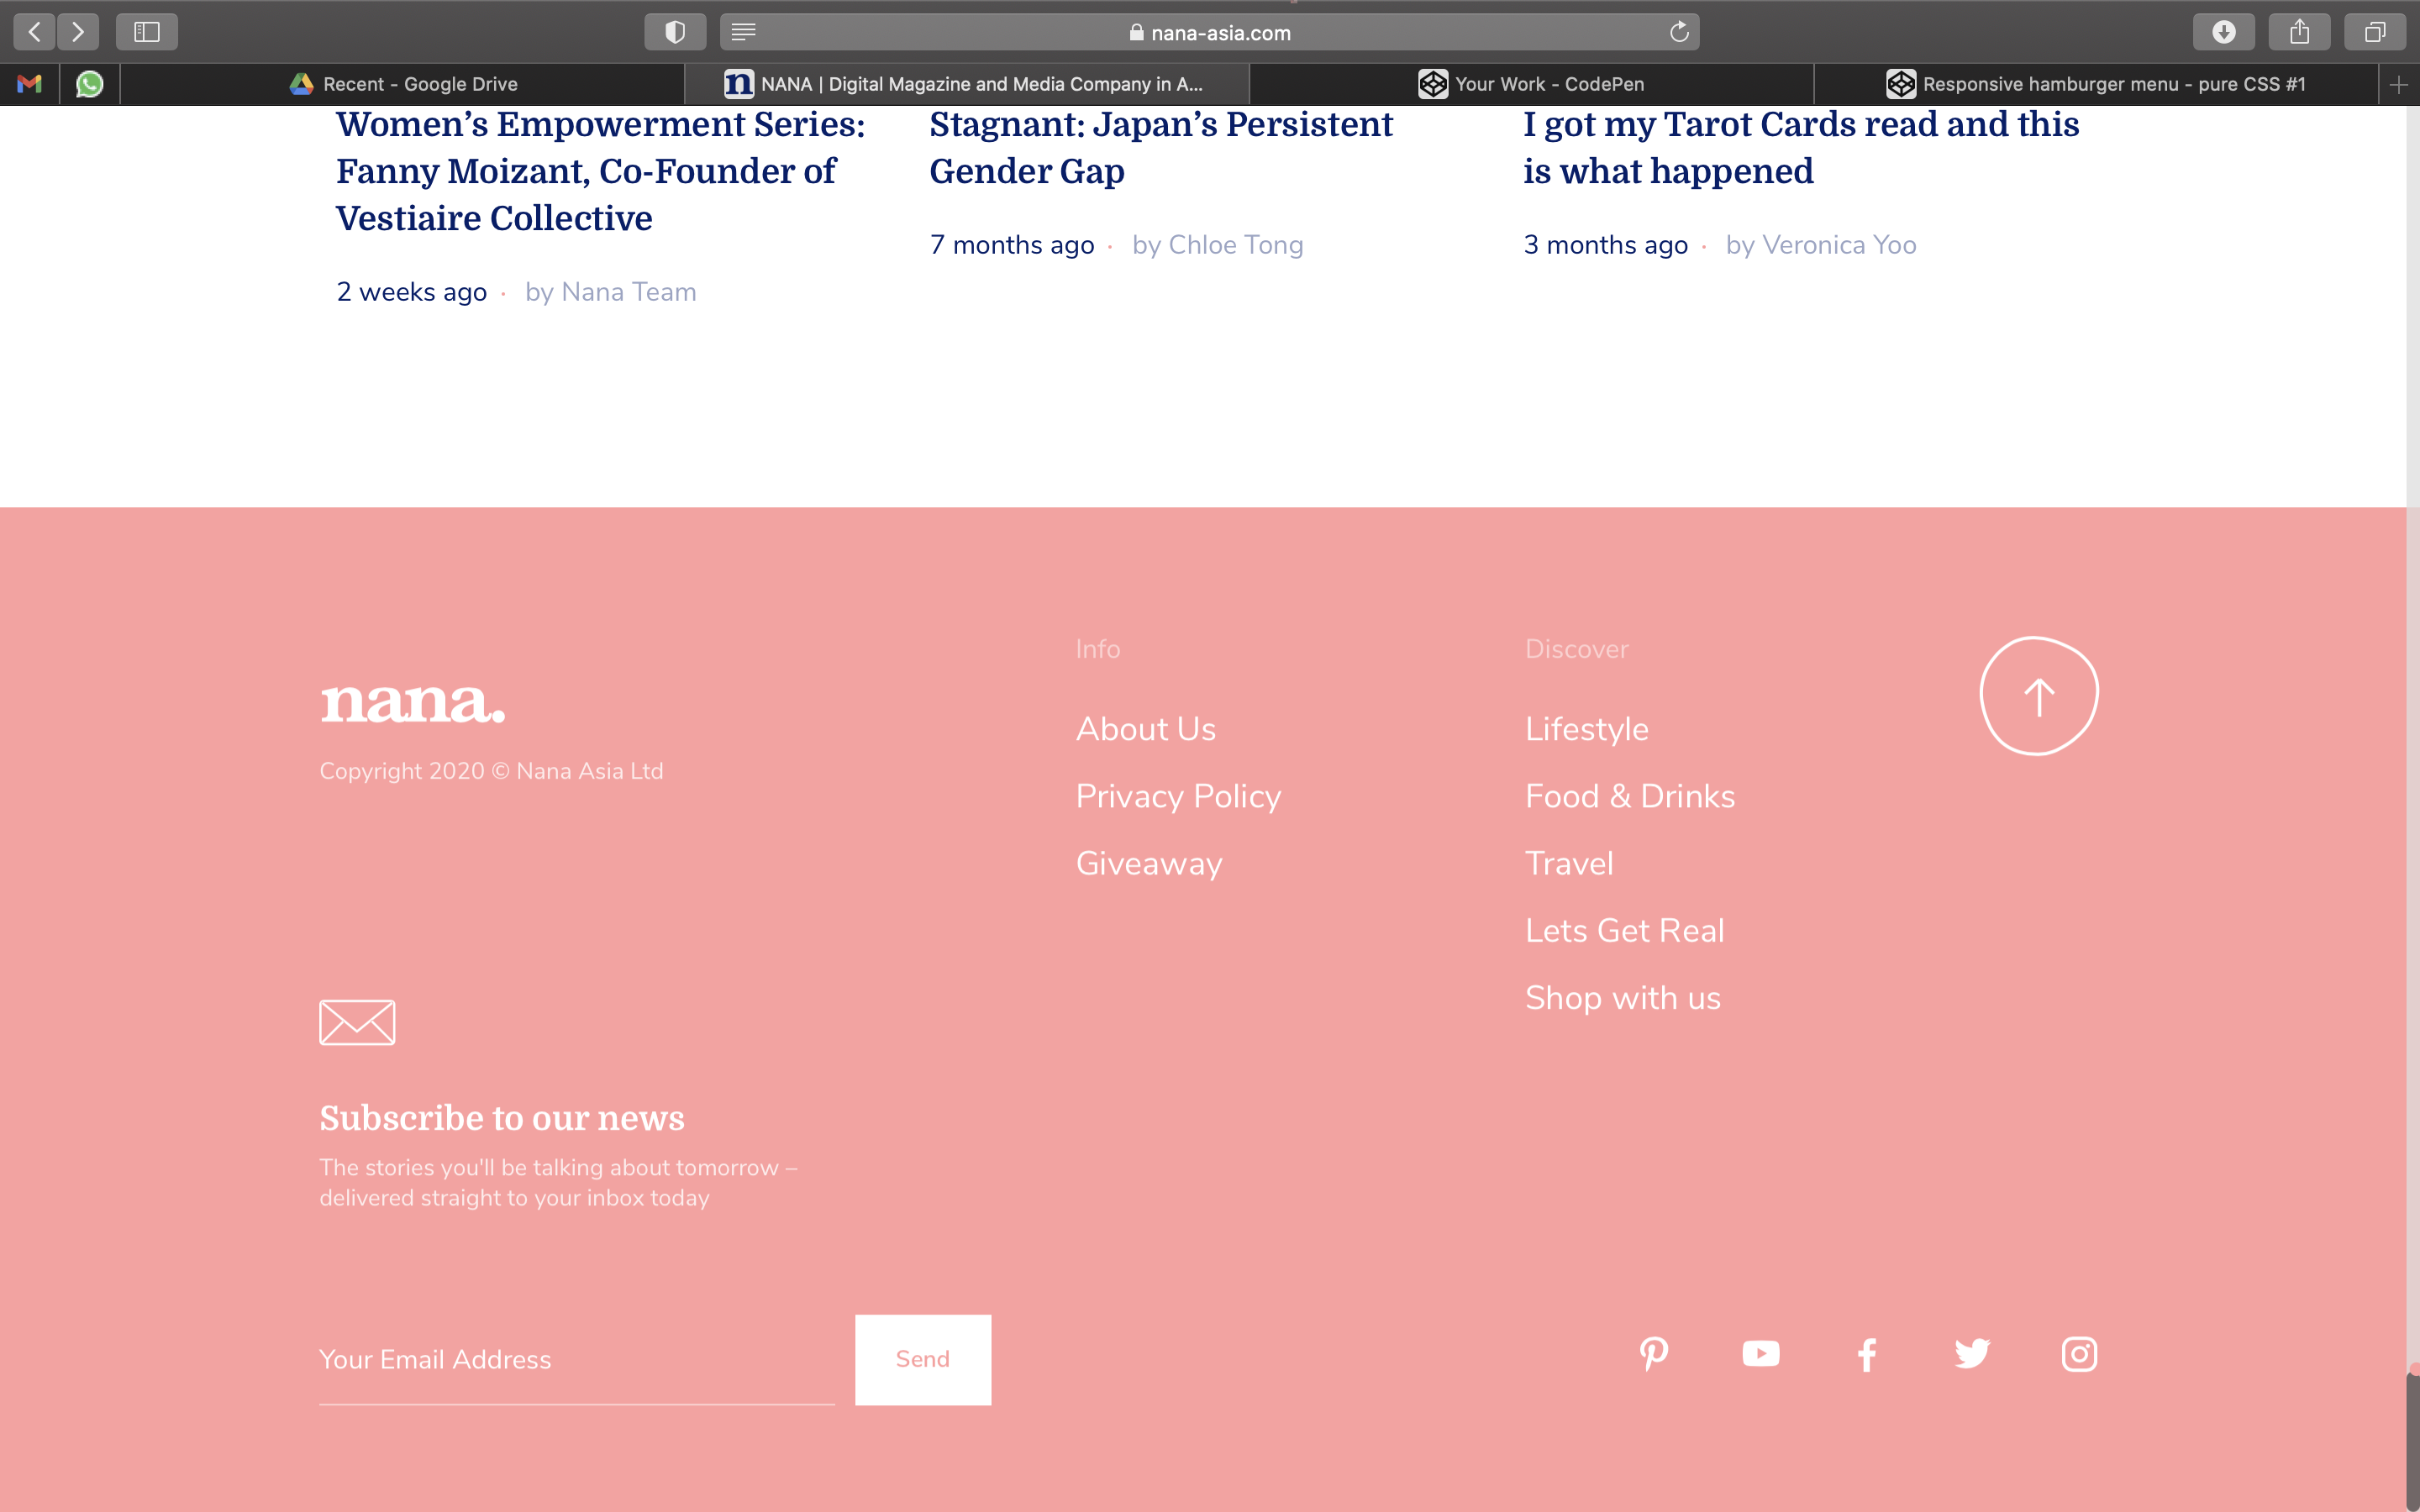 nana-asia.com
Recent - Google Drive
NANA | Digital Magazine and Media Company in A...
Your Work - CodePen
Responsive hamburger menu - pure CSS #1
Women’s Empowerment Series:
Fanny Moizant, Co-Founder of
Vestiaire Collective
2 weeks ago · by Nana Team
Stagnant: Japan’s Persistent
Gender Gap
7 months ago · by Chloe Tong
I got my Tarot Cards read and this
is what happened
3 months ago · by Veronica Yoo
nana.
Copyright 2020 © Nana Asia Ltd
Info
About Us
Privacy Policy
Giveaway
Discover
Lifestyle
Food & Drinks
Travel
Lets Get Real
Shop with us
Subscribe to our news
The stories you'll be talking about tomorrow –
delivered straight to your inbox today
Your Email Address
Send